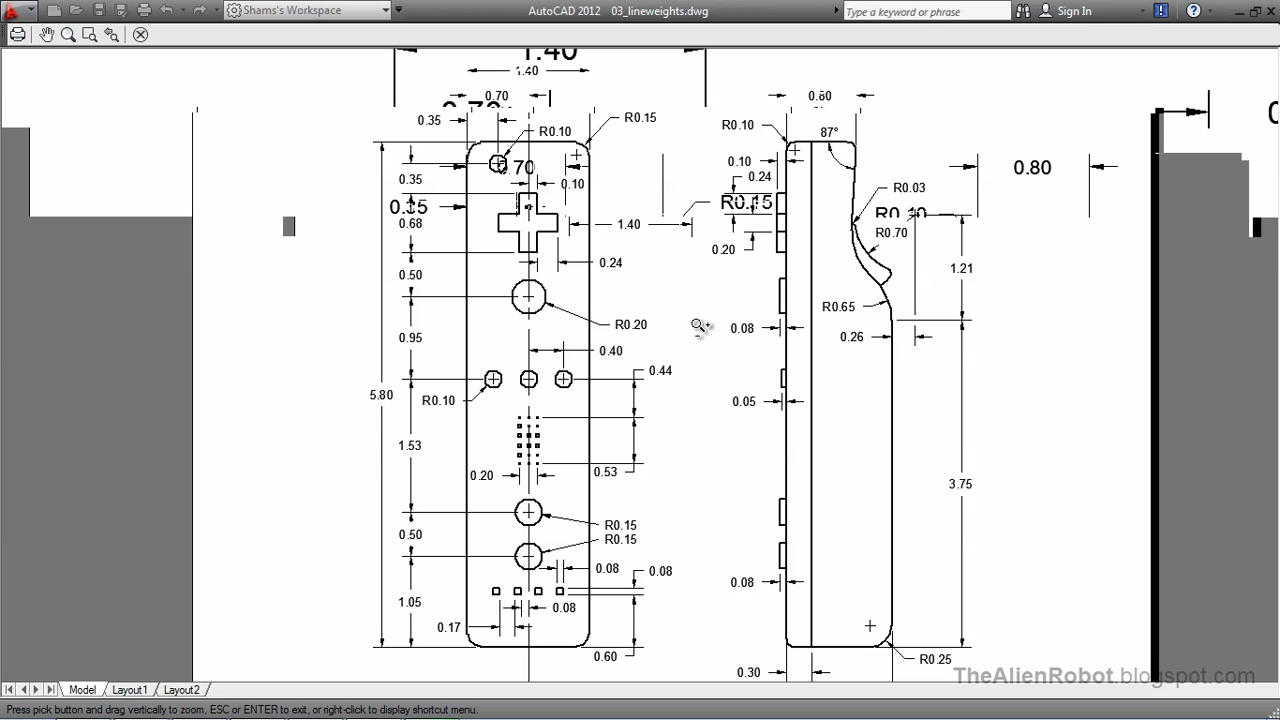 Shams's Workspace
AutoCAD 2012 03_lineweights.dwg
Type a keyword or phrase
Sign In
1.40
1.40
0.70
0.80
0.35
R0.10
R0.15
R0.10
87°
0.70
0.10
0.35
0.10
0.24
0.80
0.68
R0.03
R0.15
1.40
R0.70
0.20
0.24
0.50
1.21
R0.65
R0.20
0.08
0.26
0.95
0.40
0.44
5.80
R0.10
0.05
1.53
0.20
0.53
3.75
R0.15
0.50
R0.15
0.08
0.08
0.08
1.05
0.08
0.17
0.60
R0.25
0.30
TheAlienRobot.blogspot.com
Model Layout1 Layout2
Press pick button and drag vertically to zoom, ESC or ENTER to exit, or right-click to display shortcut menu.